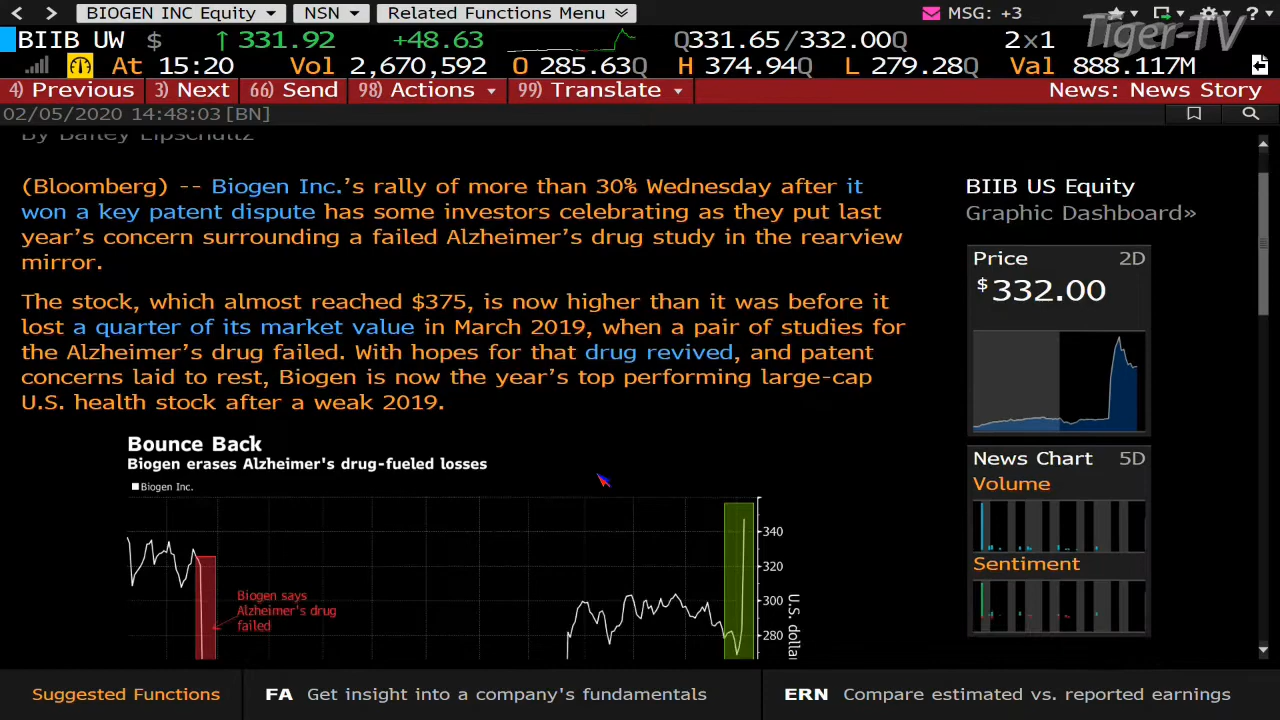 BIOGEN INC Equity NSN Related Functions Menu MSG: +3
Tiger-TV
BIIB UW $ ↑ 331.92 +48.63 Q331.65/332.00Q 2×1
At 15:20 Vol 2,670,592 O 285.63Q H 374.94Q L 279.28Q Val 888.117M
4) Previous 3) Next 66) Send 98) Actions 99) Translate News: News Story
02/05/2020 14:48:03 [BN]
By Bailey Lipschultz
(Bloomberg) -- Biogen Inc.'s rally of more than 30% Wednesday after it
won a key patent dispute has some investors celebrating as they put last
year's concern surrounding a failed Alzheimer's drug study in the rearview
mirror.
The stock, which almost reached $375, is now higher than it was before it
lost a quarter of its market value in March 2019, when a pair of studies for
the Alzheimer's drug failed. With hopes for that drug revived, and patent
concerns laid to rest, Biogen is now the year's top performing large-cap
U.S. health stock after a weak 2019.
Bounce Back
Biogen erases Alzheimer's drug-fueled losses
Biogen Inc.
Biogen says
Alzheimer's drug
failed
340
320
300
280
U.S. dollar
BIIB US Equity
Graphic Dashboard»
Price 2D
$332.00
News Chart 5D
Volume
Sentiment
Suggested Functions FA Get insight into a company's fundamentals ERN Compare estimated vs. reported earnings